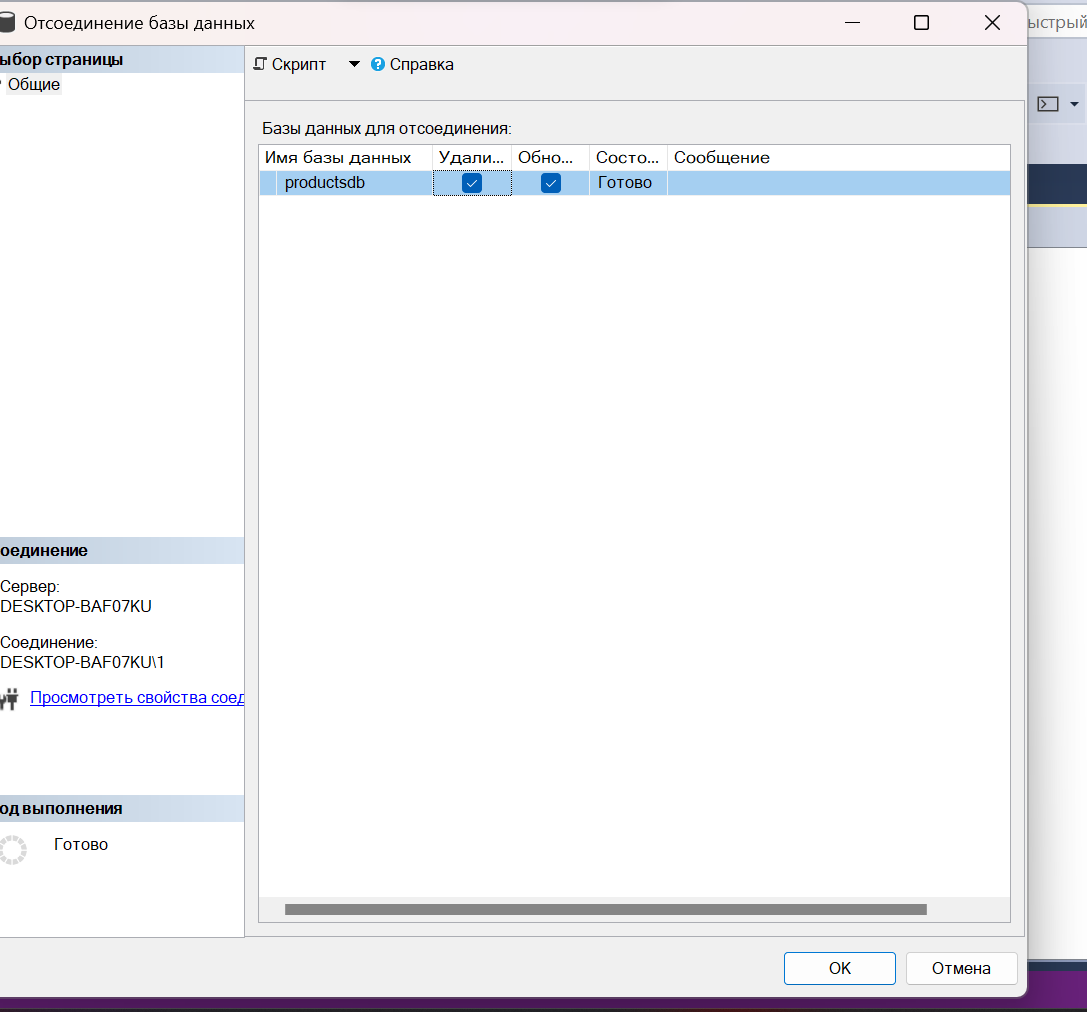 Отсоединение базы данных
ыстрый
ыбор страницы
Общие
Скрипт
Справка
Базы данных для отсоединения:
Имя базы данных Удали... Обно... Состо... Сообщение
productsdb Готово
оединение
Сервер:
DESKTOP-BAF07KU
Соединение:
DESKTOP-BAF07KU\1
Просмотреть свойства соед
од выполнения
Готово
OK
Отмена